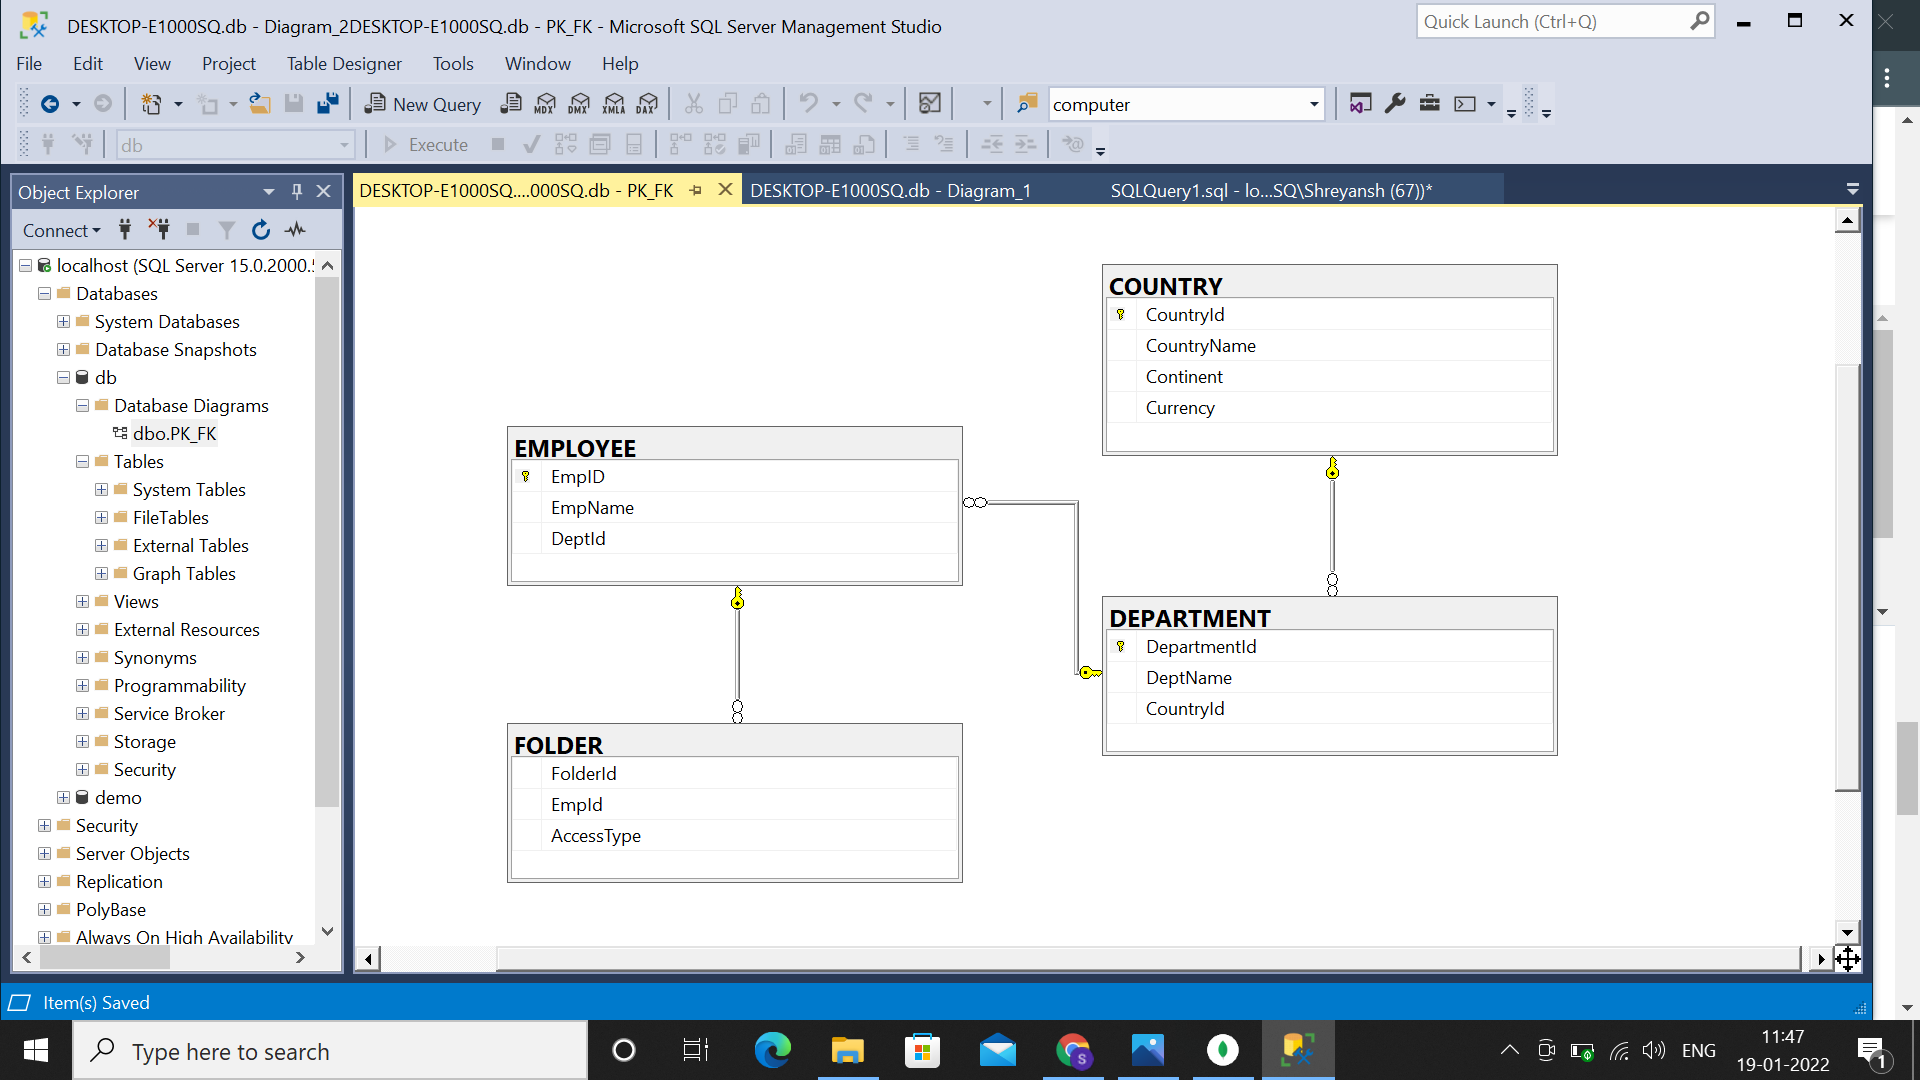 DESKTOP-E1000SQ.db - Diagram_2DESKTOP-E1000SQ.db - PK_FK - Microsoft SQL Server Management Studio
Quick Launch (Ctrl+Q)
File Edit View Project Table Designer Tools Window Help
New Query
MDX DMX XMLA DAX
computer
db
Execute
Object Explorer
DESKTOP-E1000SQ....000SQ.db - PK_FK
DESKTOP-E1000SQ.db - Diagram_1
SQLQuery1.sql - lo...SQ\Shreyansh (67))*
Connect
localhost (SQL Server 15.0.2000.5
Databases
System Databases
Database Snapshots
db
Database Diagrams
dbo.PK_FK
Tables
System Tables
FileTables
External Tables
Graph Tables
Views
External Resources
Synonyms
Programmability
Service Broker
Storage
Security
demo
Security
Server Objects
Replication
PolyBase
Always On High Availability
COUNTRY
CountryId
CountryName
Continent
Currency
EMPLOYEE
EmpID
EmpName
DeptId
DEPARTMENT
DepartmentId
DeptName
CountryId
FOLDER
FolderId
EmpId
AccessType
Item(s) Saved
Type here to search
S
ENG
11:47
19-01-2022
1